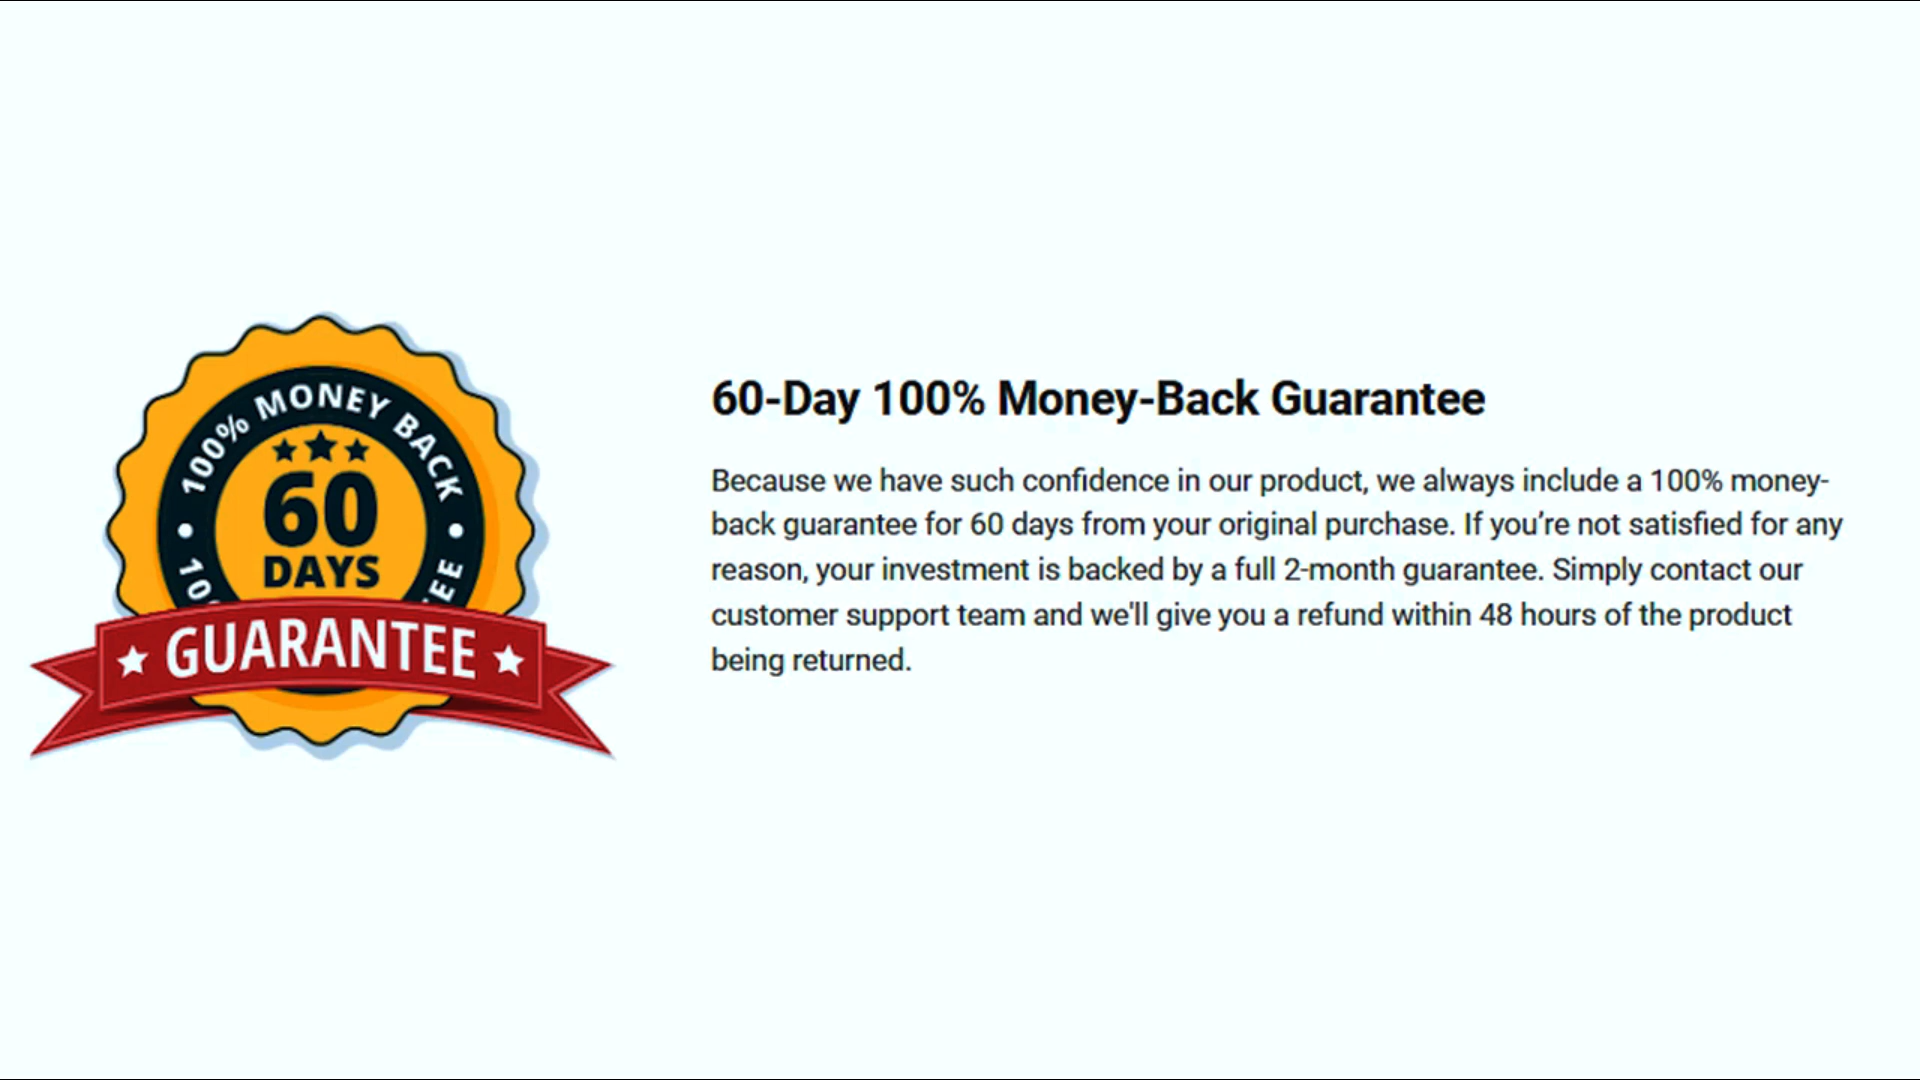 100% MONEY BACK
60
DAYS
GUARANTEE
60-Day 100% Money-Back Guarantee
Because we have such confidence in our product, we always include a 100% money-
back guarantee for 60 days from your original purchase. If you’re not satisfied for any
reason, your investment is backed by a full 2-month guarantee. Simply contact our
customer support team and we'll give you a refund within 48 hours of the product
being returned.